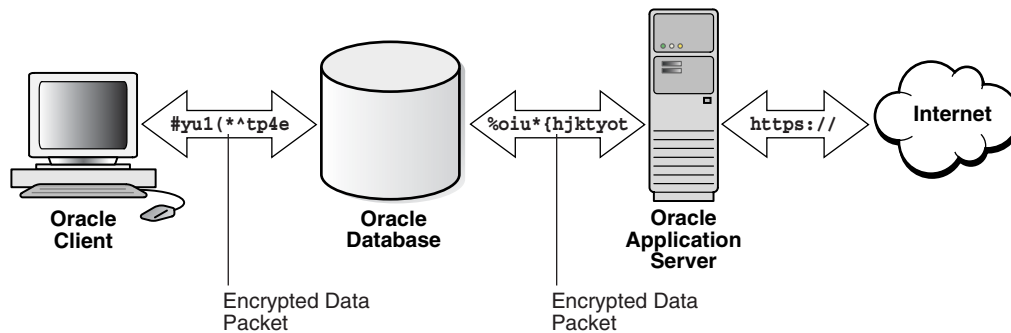 #yu1(*^tp4e
%oiu*{hjktyot
https://
Internet
Oracle
Client
Oracle
Database
Oracle
Application
Server
Encrypted Data
Packet
Encrypted Data
Packet